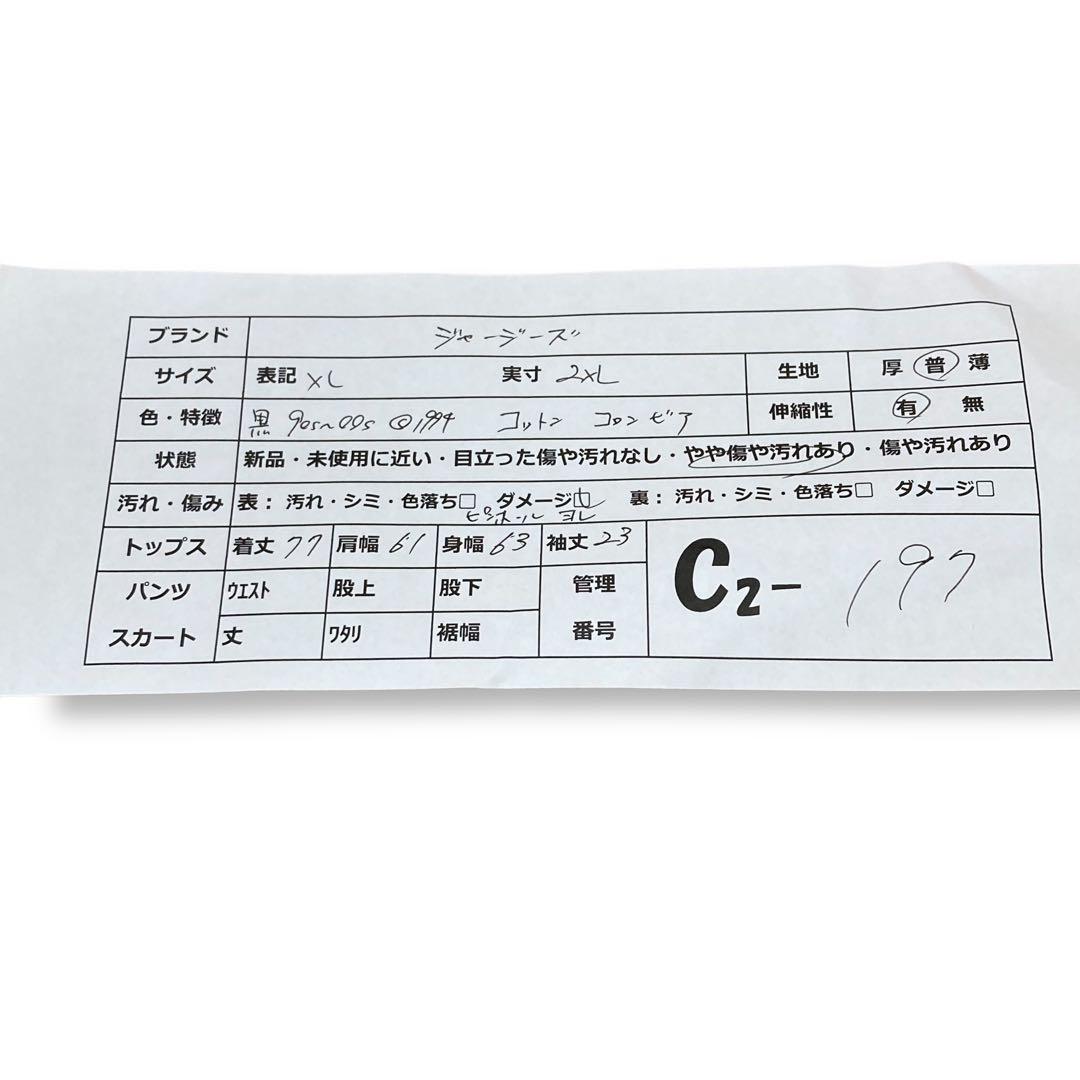 ブランド ジャージーズ
サイズ 表記 XL 実寸 2XL 生地 厚 普 薄
色・特徴 黒 90s~00s @1994 コットン コロンビア 伸縮性 有 無
状態 新品・未使用に近い・目立った傷や汚れなし・やや傷や汚れあり・傷や汚れあり
汚れ・傷み 表: 汚れ・シミ・色落ち□ ダメージ□ 裏: 汚れ・シミ・色落ち□ ダメージ□
ピンホール ヨレ
トップス 着丈 77 肩幅 61 身幅 63 袖丈 23
パンツ ウエスト 股上 股下 管理 C2- 197
スカート 丈 ワタリ 裾幅 番号